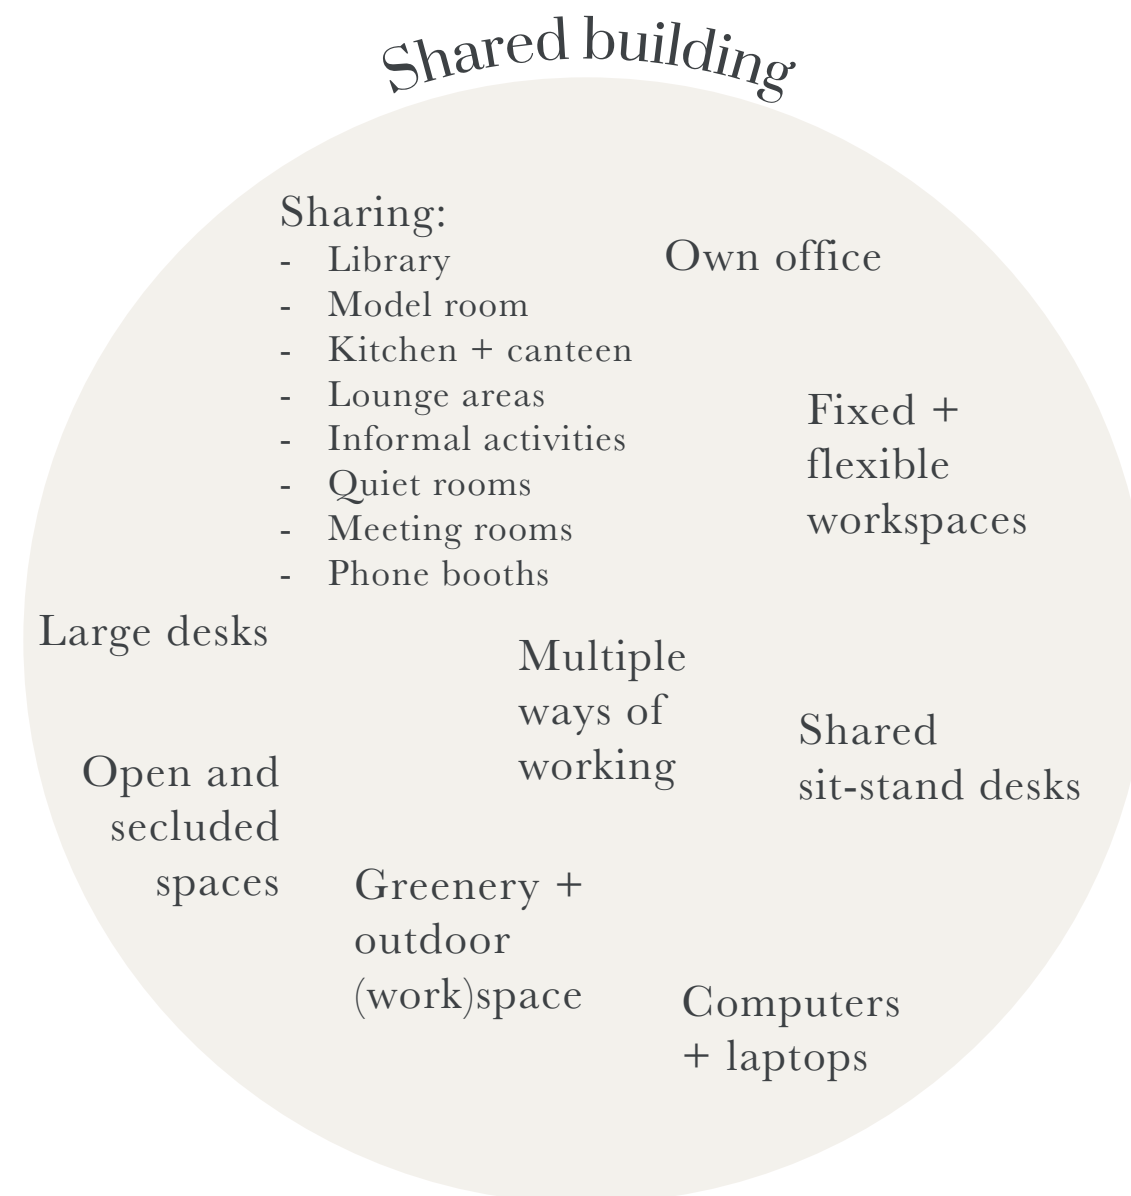 Shared building
Sharing:
- Library
- Model room
- Kitchen + canteen
- Lounge areas
- Informal activities
- Quiet rooms
- Meeting rooms
- Phone booths
Own office
Fixed +
flexible
workspaces
Large desks
Multiple
ways of
working
Shared
sit-stand desks
Open and
secluded
spaces
Greenery +
outdoor
(work)space
Computers
+ laptops